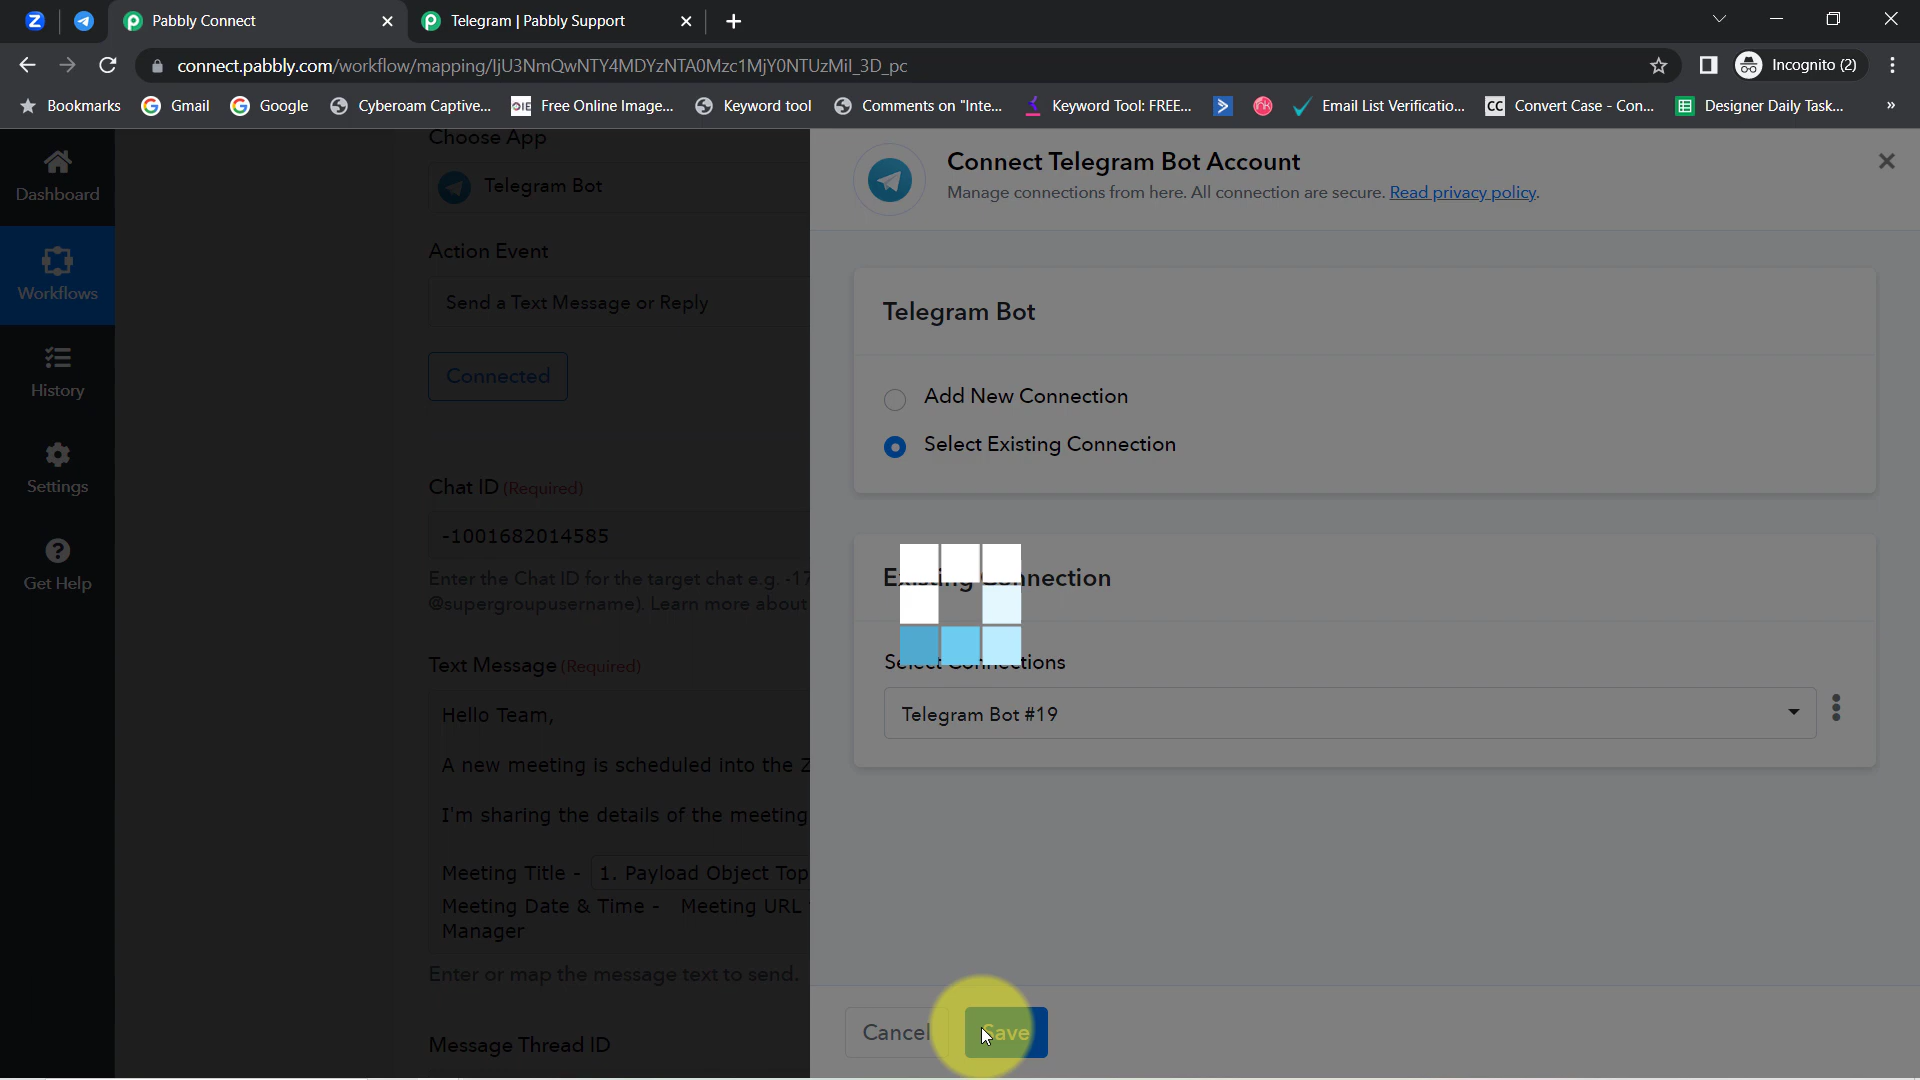 Pabbly Connect
Telegram | Pabbly Support
connect.pabbly.com/workflow/mapping/IjU3NmQwNTY4MDYzNTA0Mzc1MjY0NTUzMiI_3D_pc
Incognito (2)
Bookmarks
Gmail
Google
Cyberoam Captive...
Free Online Image...
Keyword tool
Comments on "Inte...
Keyword Tool: FREE...
Email List Verificatio...
CC
Convert Case - Con...
Designer Daily Task...
»
Dashboard
Workflows
History
Settings
Get Help
Choose App
Telegram Bot
Action Event
Send a Text Message or Reply
Connected
Chat ID (Required)
-1001682014585
Enter the Chat ID for the target chat e.g. -17
@supergroupusername). Learn more about
Text Message (Required)
Hello Team,
A new meeting is scheduled into the Z
I'm sharing the details of the meeting
Meeting Title - 1. Payload Object Top
Meeting Date & Time - Meeting URL
Manager
Enter or map the message text to send.
Message Thread ID
Connect Telegram Bot Account
Manage connections from here. All connection are secure. Read privacy policy.
Telegram Bot
Add New Connection
Select Existing Connection
Existing Connection
Select Connections
Telegram Bot #19
Cancel
Save